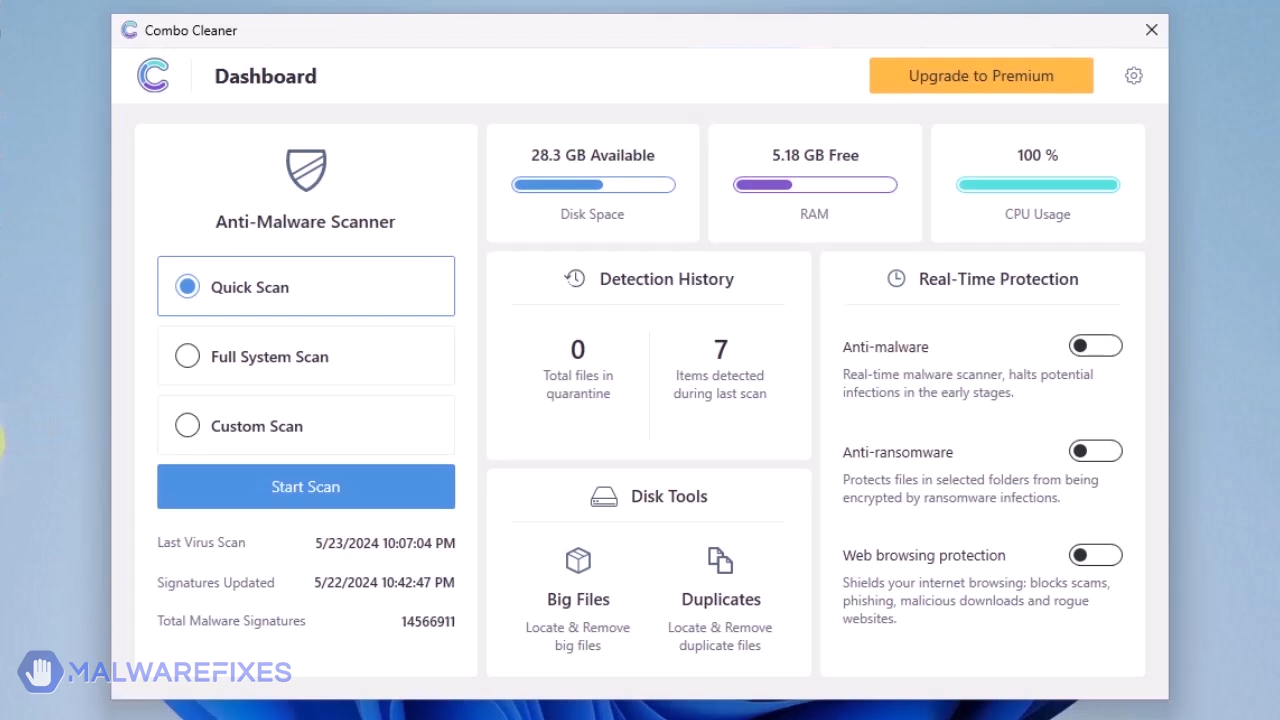 Combo Cleaner
Dashboard
Upgrade to Premium
Anti-Malware Scanner
Quick Scan
Full System Scan
Custom Scan
Start Scan
Last Virus Scan 5/23/2024 10:07:04 PM
Signatures Updated 5/22/2024 10:42:47 PM
Total Malware Signatures 14566911
28.3 GB Available
Disk Space
5.18 GB Free
RAM
100 %
CPU Usage
Detection History
0
Total files in
quarantine
7
Items detected
during last scan
Disk Tools
Big Files
Locate & Remove
big files
Duplicates
Locate & Remove
duplicate files
Real-Time Protection
Anti-malware
Real-time malware scanner, halts potential
infections in the early stages.
Anti-ransomware
Protects files in selected folders from being
encrypted by ransomware infections.
Web browsing protection
Shields your internet browsing: blocks scams,
phishing, malicious downloads and rogue
websites.
MALWAREFIXES